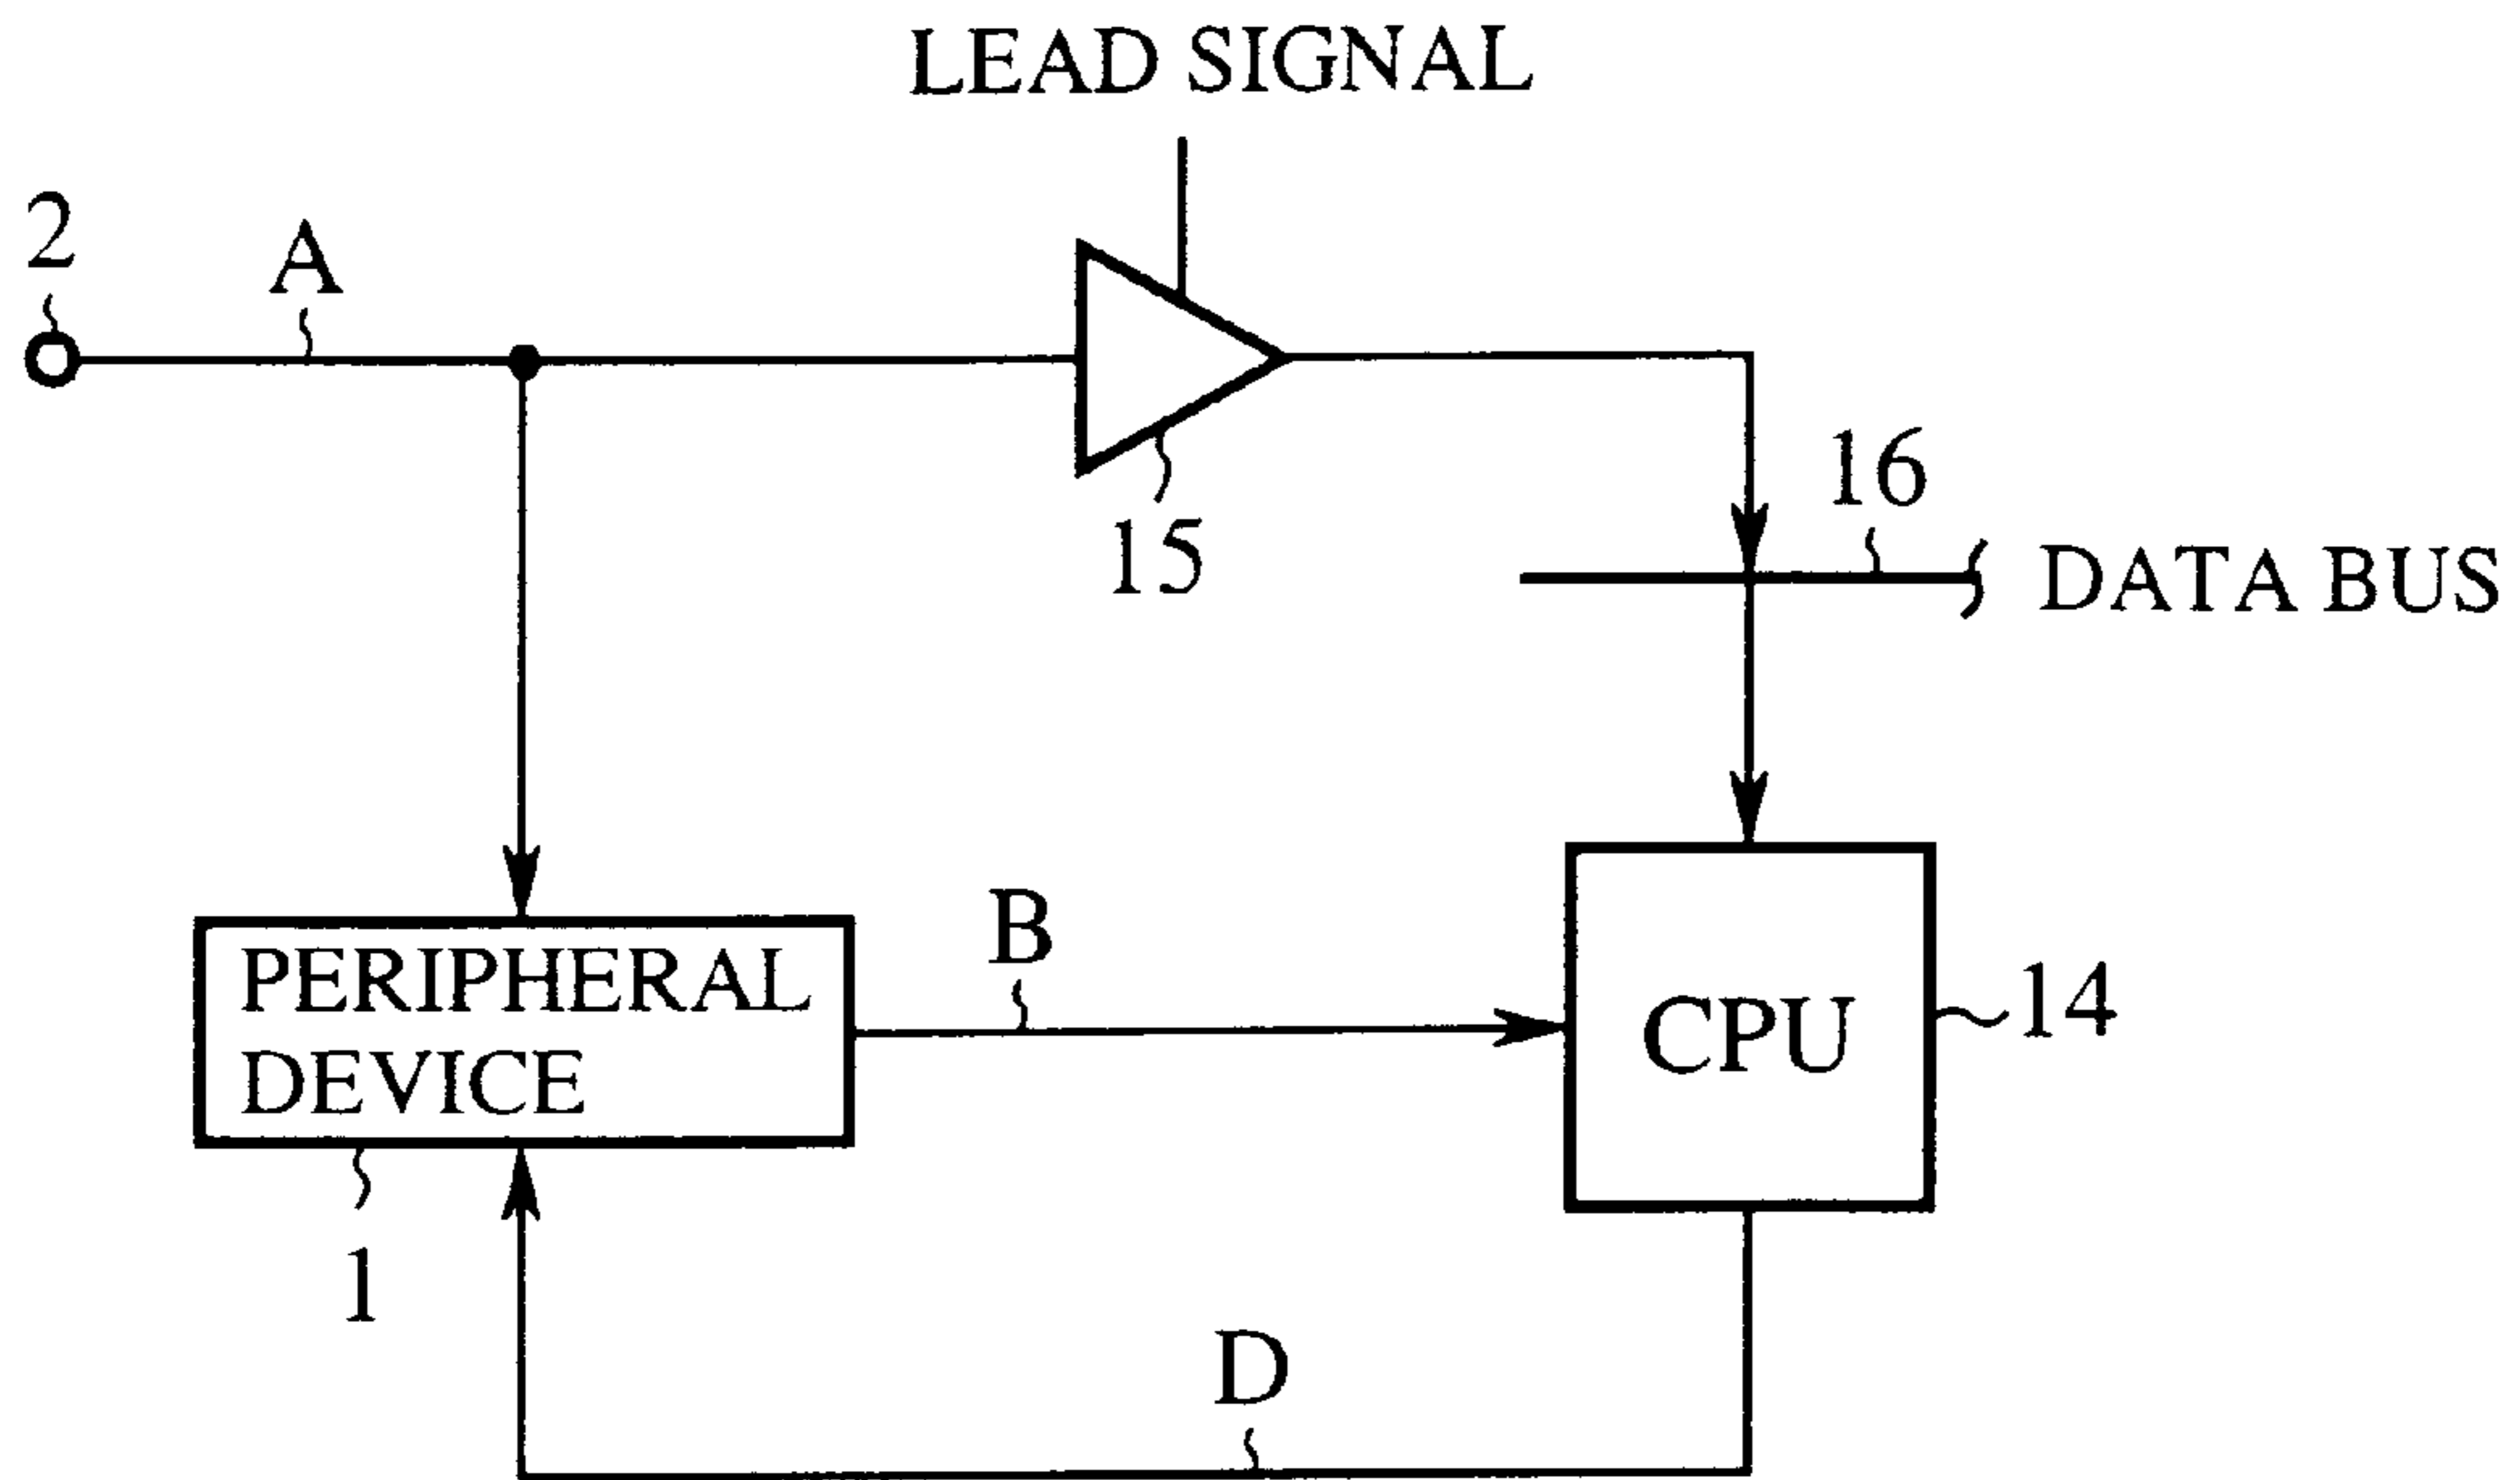 LEAD SIGNAL
2
A
16
15
DATA BUS
B
PERIPHERAL
DEVICE
CPU
14
1
D